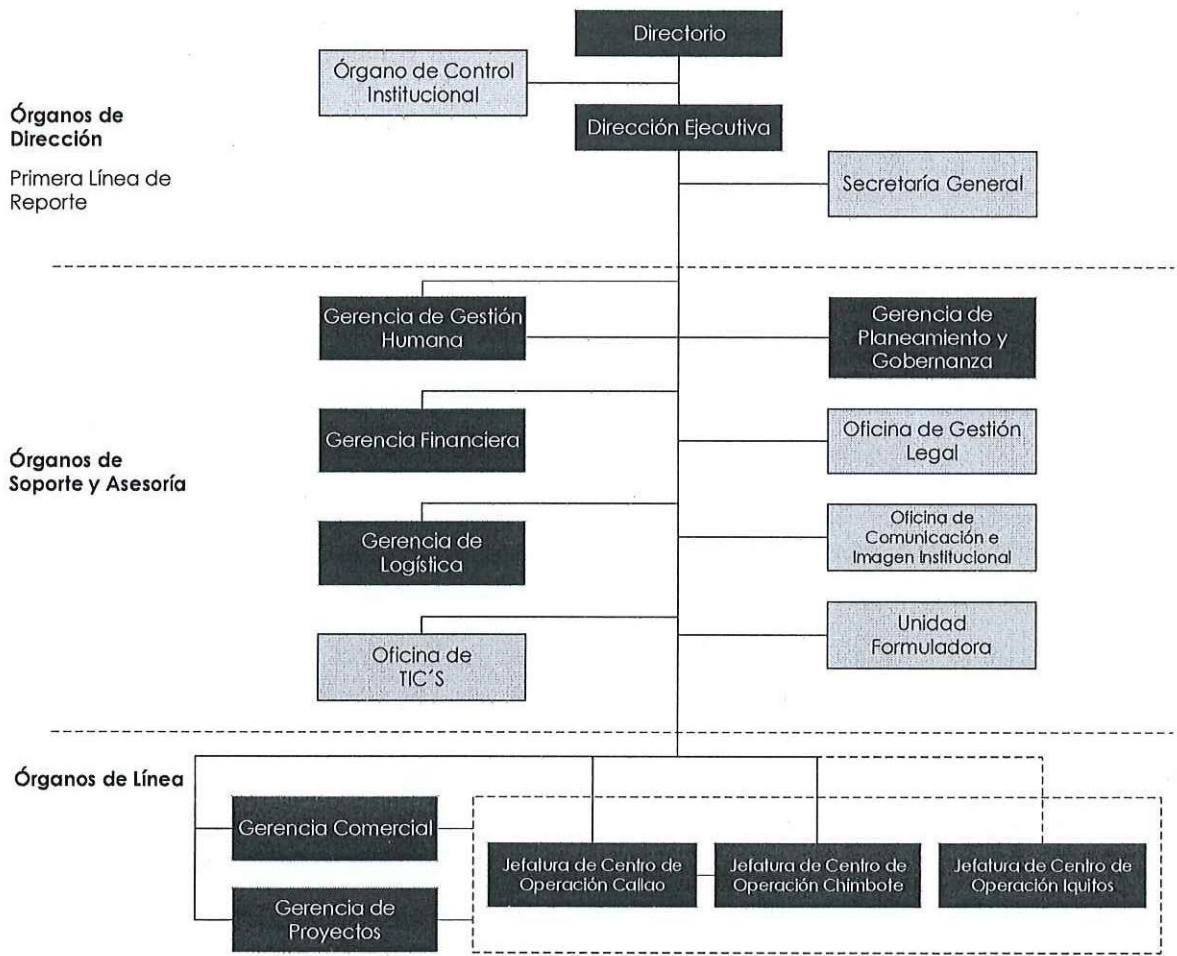 Directorio
Órgano de Control
Institucional
Órganos de
Dirección
Dirección Ejecutiva
Primera Línea de
Reporte
Secretaría General
Gerencia de Gestión
Humana
Gerencia de
Planeamiento y
Gobernanza
Gerencia Financiera
Oficina de Gestión
Legal
Órganos de
Soporte y Asesoría
Gerencia de
Logística
Oficina de
Comunicación e
Imagen Institucional
Oficina de
TIC´S
Unidad
Formuladora
Órganos de Línea
Gerencia Comercial
Jefatura de Centro de
Operación Callao
Jefatura de Centro de
Operación Chimbote
Jefatura de Centro de
Operación Iquitos
Gerencia de
Proyectos